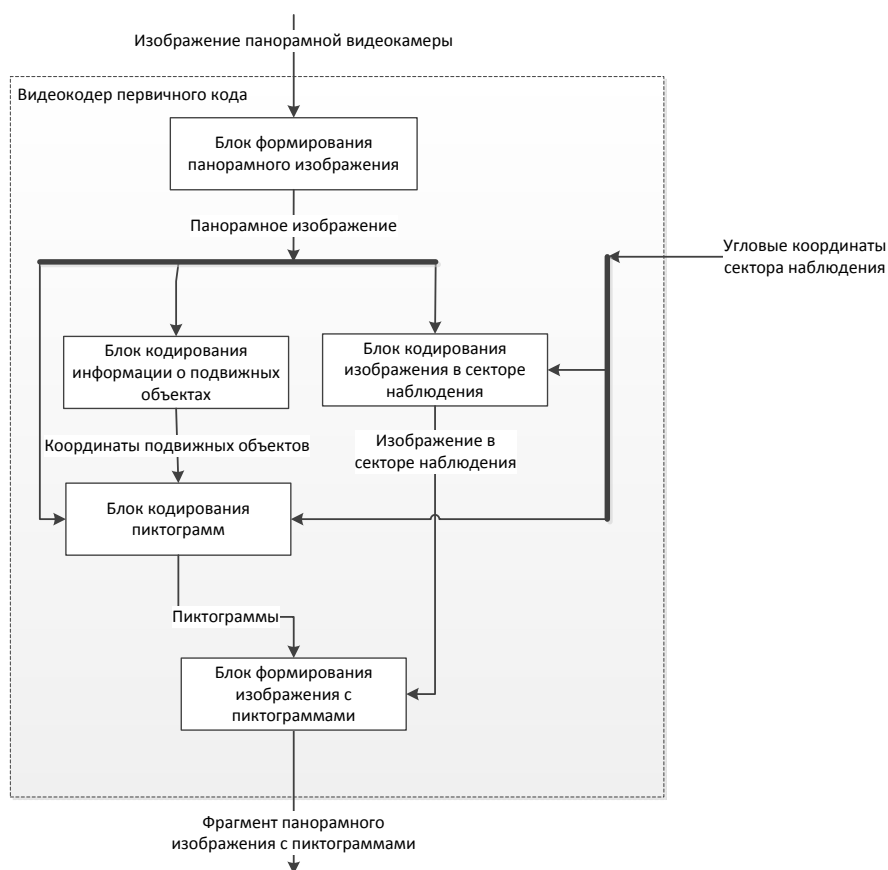 Изображение панорамной видеокамеры
Видеокодер первичного кода
Блок формирования
панорамного изображения
Панорамное изображение
Угловые координаты
сектора наблюдения
Блок кодирования
информации о подвижных
объектах
Блок кодирования
изображения в секторе
наблюдения
Координаты подвижных объектов
Изображение в
секторе наблюдения
Блок кодирования
пиктограмм
Пиктограммы
Блок формирования
изображения с
пиктограммами
Фрагмент панорамного
изображения с пиктограммами